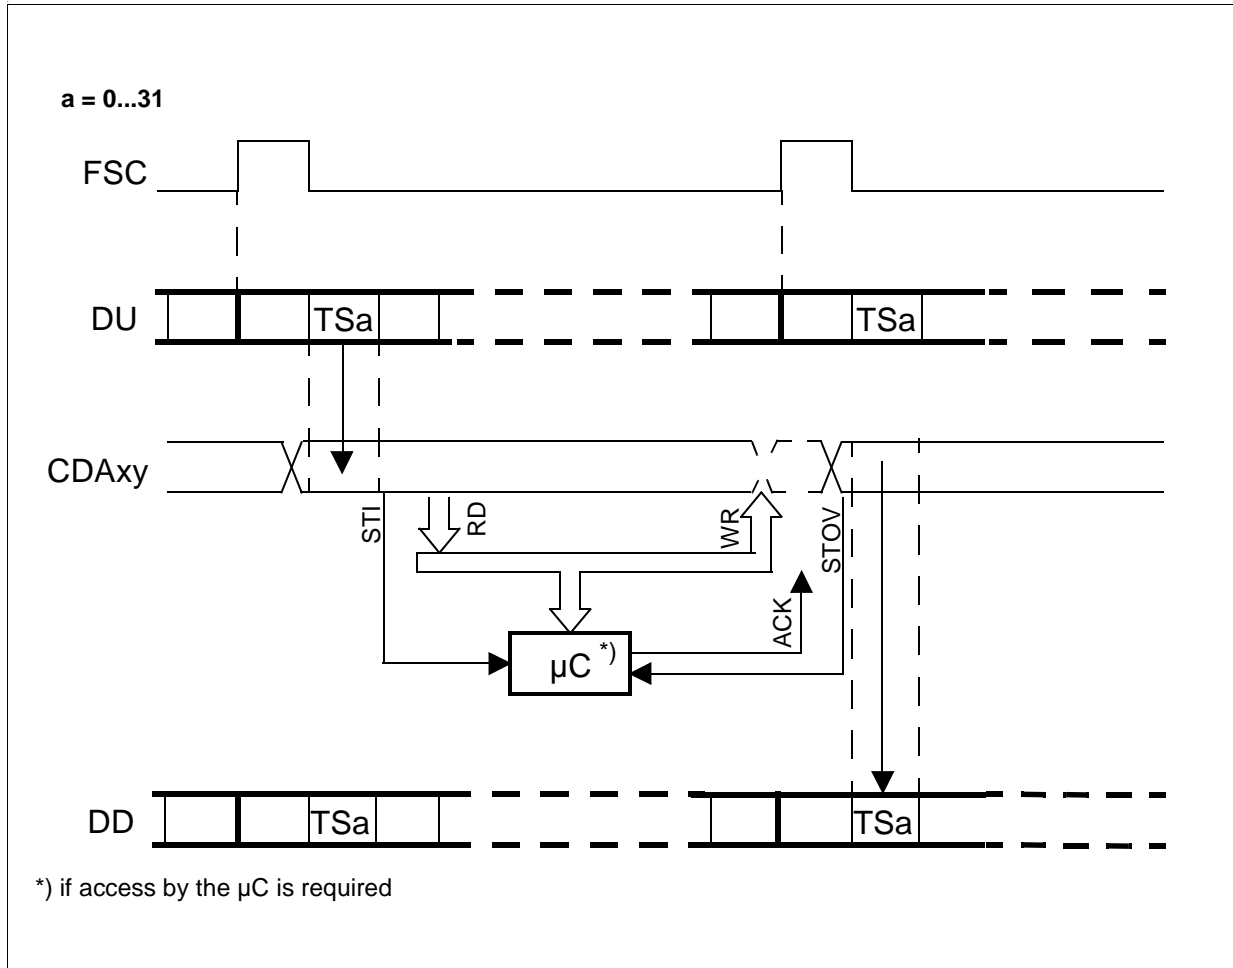 a = 0...31
FSC
DU
TSa
TSa
CDAxy
STI
RD
WR
STOV
ACK
µC *)
DD
TSa
TSa
*) if access by the µC is required